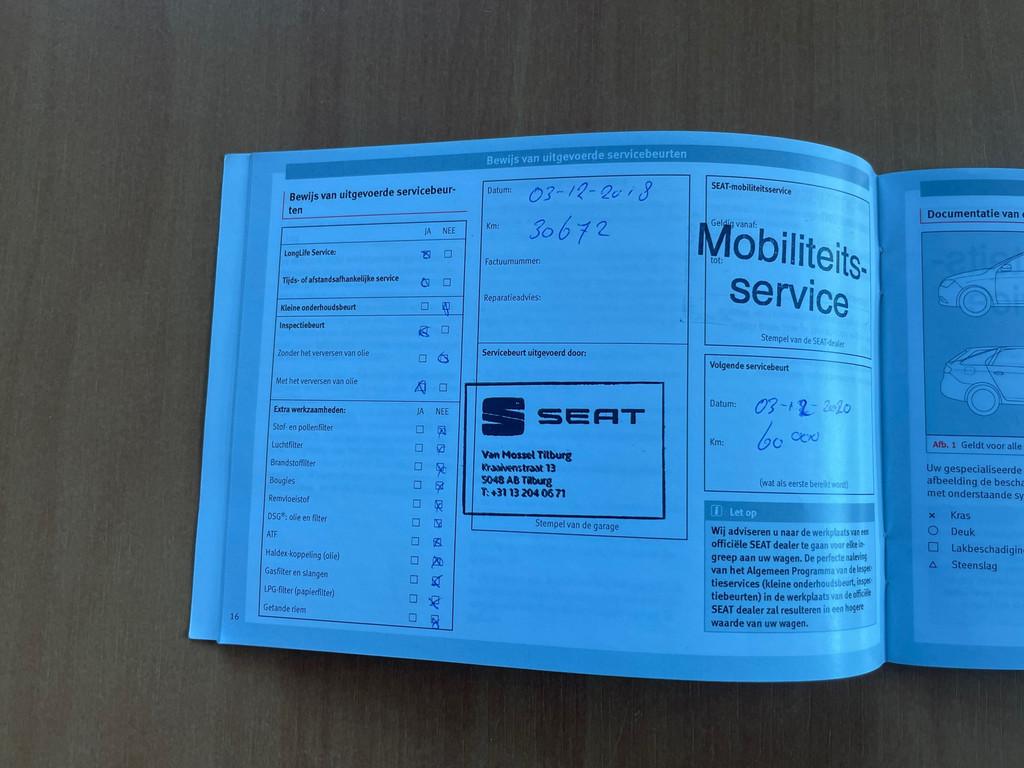 Bewijs van uitgevoerde servicebeurten
Bewijs van uitgevoerde servicebeur-
ten
JA NEE
LongLife Service:
Tijds- of afstandsafhankelijke service
Kleine onderhoudsbeurt
Inspectiebeurt
Zonder het verversen van olie
Met het verversen van olie
Extra werkzaamheden: JA NEE
Stof- en pollenfilter
Luchtfilter
Brandstoffilter
Bougies
Remvloeistof
DSG®: olie en filter
ATF
Haldex-koppeling (olie)
Gasfilter en slangen
LPG-filter (papierfilter)
Getande riem
16
Datum: 03-12-2018
Km: 30672
Factuurnummer:
Reparatieadvies:
Servicebeurt uitgevoerd door:
SEAT
Van Mossel Tilburg
Kraaivenstraat 13
5048 AB Tilburg
T: +31 13 204 06 71
Stempel van de garage
SEAT-mobiliteitsservice
Geldig vanaf:
tot:
Mobiliteits-
service
Stempel van de SEAT-dealer
Volgende servicebeurt
Datum: 03-12-2020
Km: 60000
(wat als eerste bereikt wordt)
i Let op
Wij adviseren u naar de werkplaats van een
officiële SEAT dealer te gaan voor elke in-
greep aan uw wagen. De perfecte naleving
van het Algemeen Programma van de Inspec-
tieservices (kleine onderhoudsbeurt, inspec-
tiebeurten) in de werkplaats van de officiële
SEAT dealer zal resulteren in een hogere
waarde van uw wagen.
Documentatie van
Afb. 1 Geldt voor alle
Uw gespecialiseerde
afbeelding de bescha
met onderstaande sy
× Kras
○ Deuk
□ Lakbeschadigin
△ Steenslag